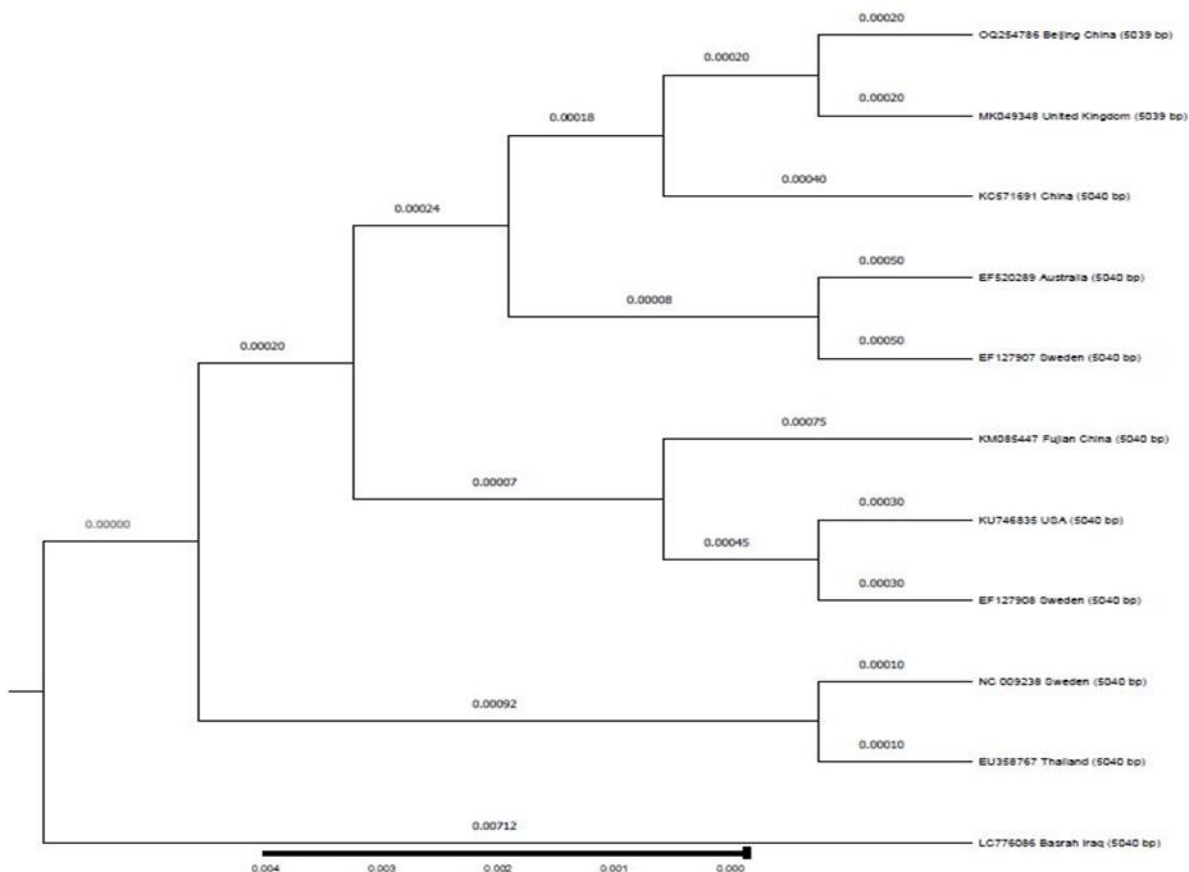 0.00020
OQ254786 Beijing China (5039 bp)
0.00020
0.00020
MK049348 United Kingdom (5039 bp)
0.00018
0.00040
KC571691 China (5040 bp)
0.00024
0.00050
EF520289 Australia (5040 bp)
0.00008
0.00050
EF127907 Sweden (5040 bp)
0.00020
0.00075
KM085447 Fujian China (5040 bp)
0.00007
0.00030
KU746835 USA (5040 bp)
0.00000
0.00045
0.00030
EF127908 Sweden (5040 bp)
0.00010
NC 009238 Sweden (5040 bp)
0.00092
0.00010
EU358767 Thailand (5040 bp)
0.00712
LC776086 Basrah Iraq (5040 bp)
0.004 0.003 0.002 0.001 0.000